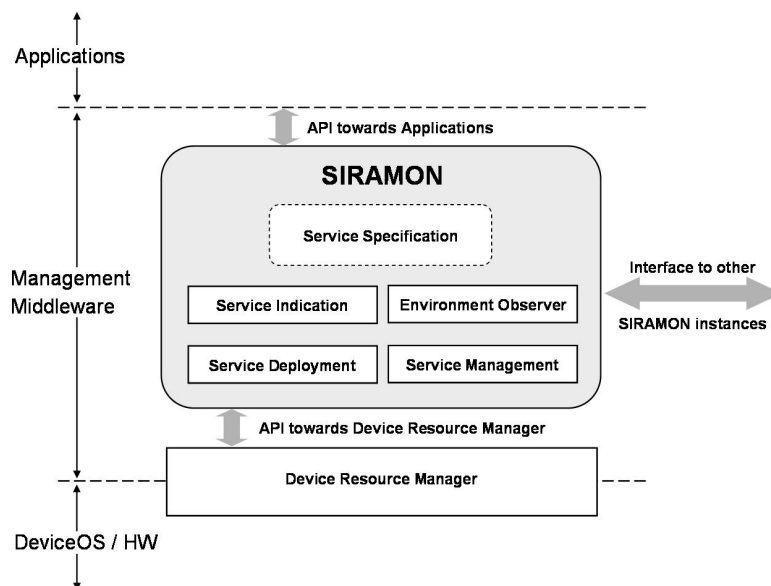 Applications
API towards Applications
SIRAMON
Service Specification
Management
Middleware
Interface to other
SIRAMON instances
Service Indication
Environment Observer
Service Deployment
Service Management
API towards Device Resource Manager
Device Resource Manager
DeviceOS / HW